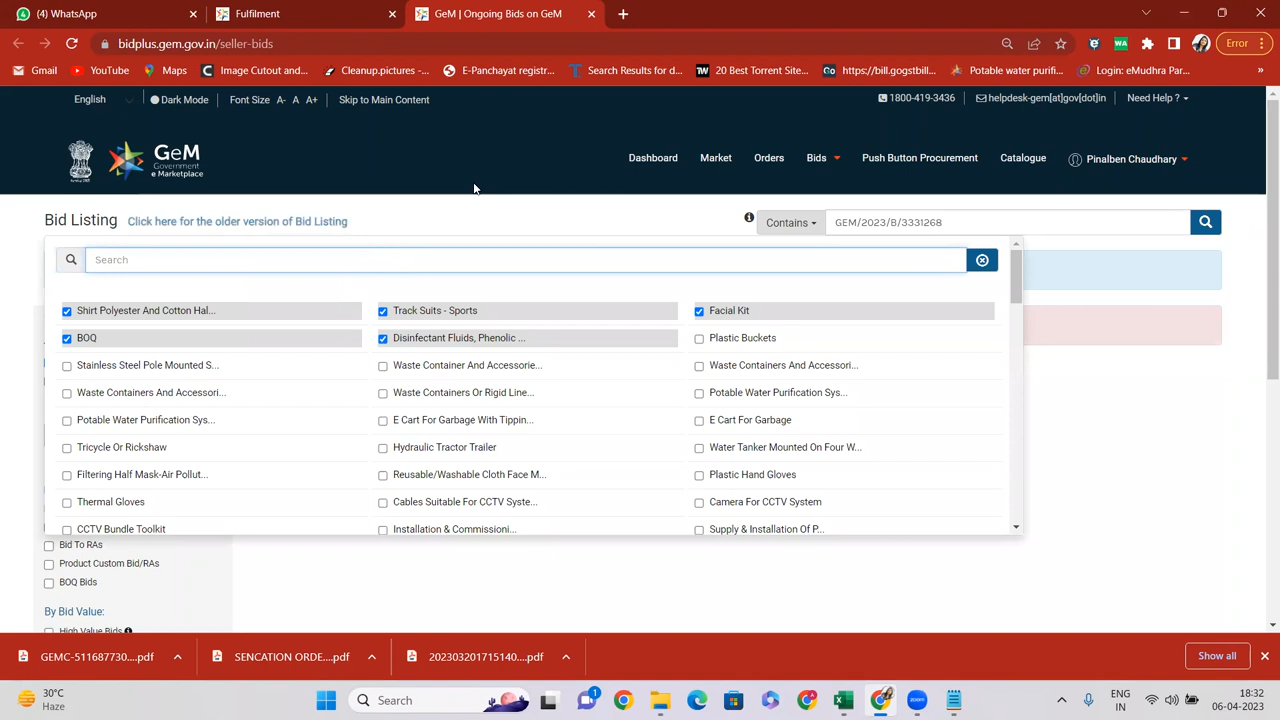 (4) WhatsApp
Fulfilment
GeM | Ongoing Bids on GeM
bidplus.gem.gov.in/seller-bids
Error
Gmail
YouTube
Maps
Image Cutout and...
Cleanup.pictures -...
E-Panchayat registr...
Search Results for d...
20 Best Torrent Site...
https://bill.gogstbill...
Potable water purifi...
Login: eMudhra Par...
English
Dark Mode
Font Size A- A A+
Skip to Main Content
1800-419-3436
helpdesk-gem[at]gov[dot]in
Need Help ?
GeM
Government
e Marketplace
Dashboard
Market
Orders
Bids
Push Button Procurement
Catalogue
Pinalben Chaudhary
Bid Listing
Click here for the older version of Bid Listing
Contains
GEM/2023/B/3331268
Search
Shirt Polyester And Cotton Hal...
Track Suits - Sports
Facial Kit
BOQ
Disinfectant Fluids, Phenolic ...
Plastic Buckets
Stainless Steel Pole Mounted S...
Waste Container And Accessorie...
Waste Containers And Accessori...
Waste Containers And Accessori...
Waste Containers Or Rigid Line...
Potable Water Purification Sys...
Potable Water Purification Sys...
E Cart For Garbage With Tippin...
E Cart For Garbage
Tricycle Or Rickshaw
Hydraulic Tractor Trailer
Water Tanker Mounted On Four W...
Filtering Half Mask-Air Pollut...
Reusable/Washable Cloth Face M...
Plastic Hand Gloves
Thermal Gloves
Cables Suitable For CCTV Syste...
Camera For CCTV System
CCTV Bundle Toolkit
Installation & Commissioni...
Supply & Installation Of P...
Bid To RAs
Product Custom Bid/RAs
BOQ Bids
By Bid Value:
High Value Bids
GEMC-511687730....pdf
SENCATION ORDE....pdf
202303201715140....pdf
Show all
30°C
Haze
Search
1
ENG
IN
18:32
06-04-2023